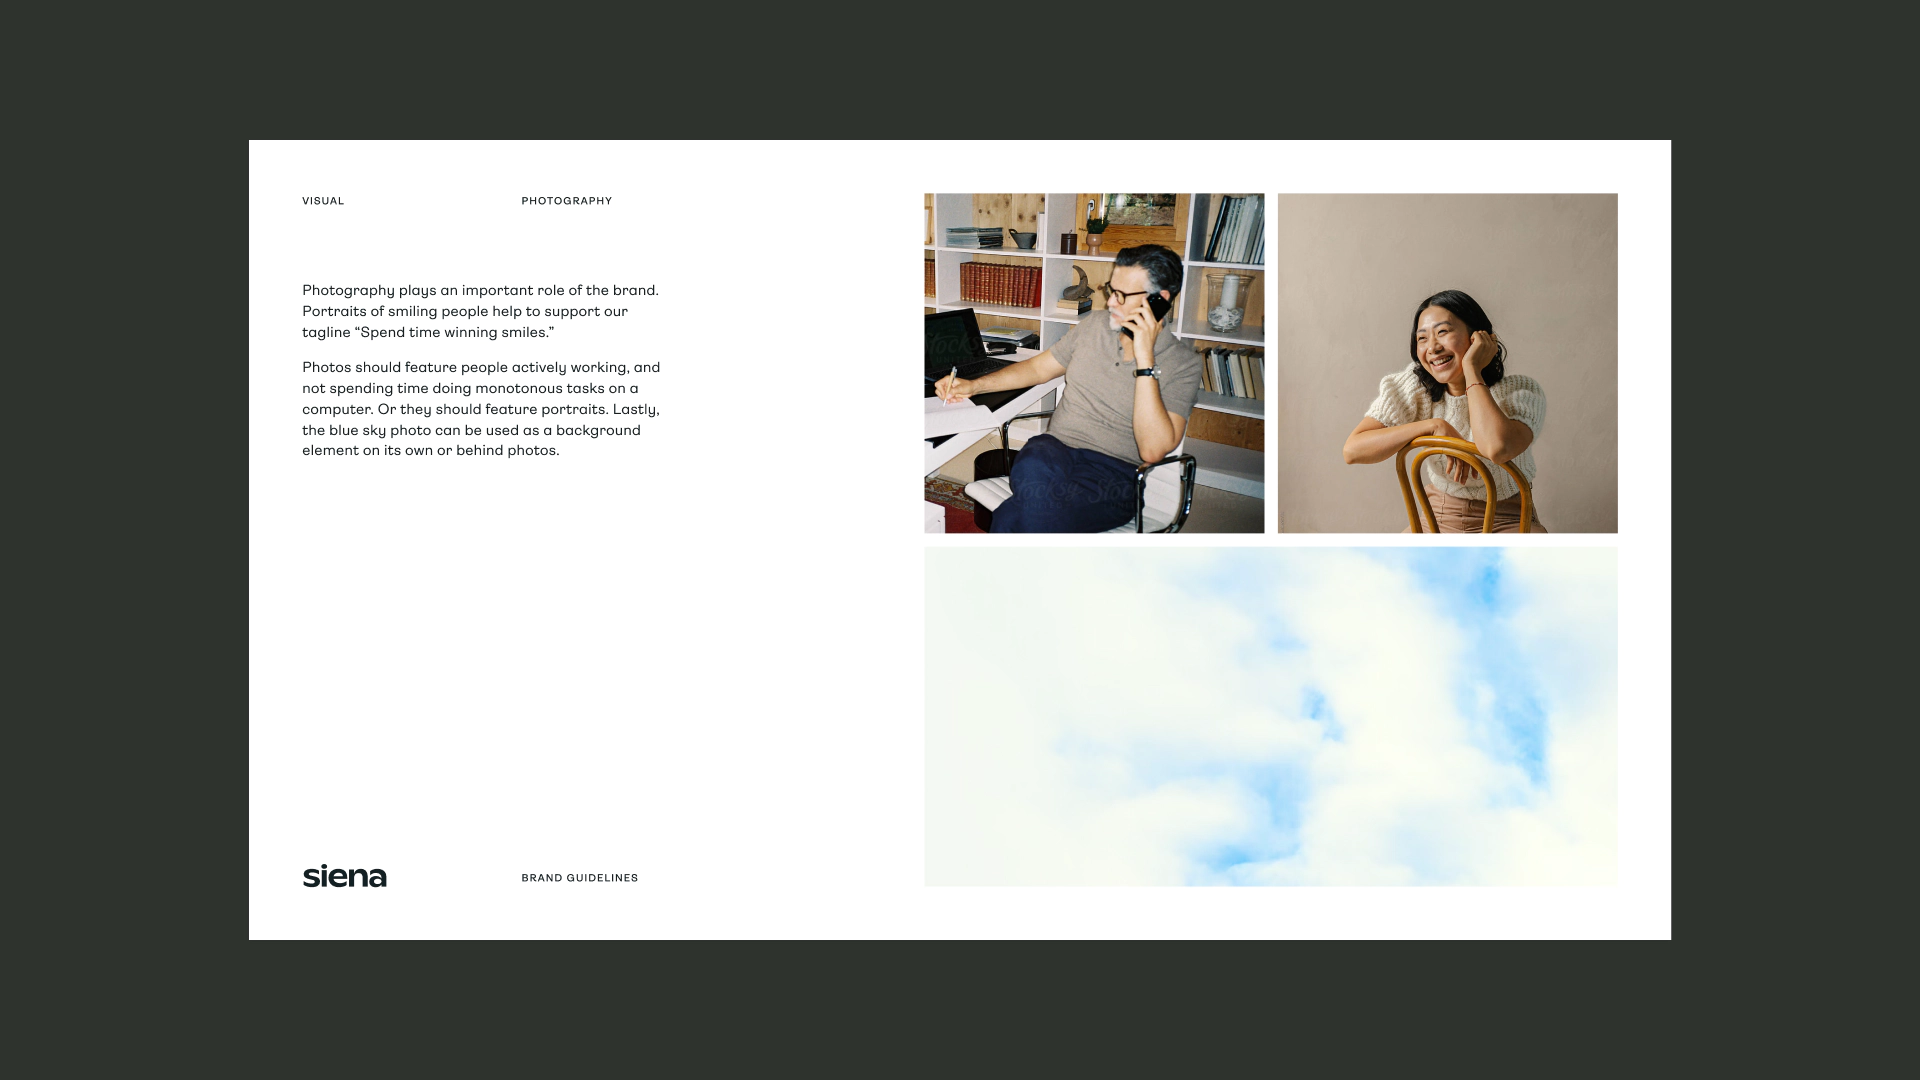 VISUAL
PHOTOGRAPHY
Photography plays an important role of the brand.
Portraits of smiling people help to support our
tagline “Spend time winning smiles.”
Photos should feature people actively working, and
not spending time doing monotonous tasks on a
computer. Or they should feature portraits. Lastly,
the blue sky photo can be used as a background
element on its own or behind photos.
Stocksy
siena
BRAND GUIDELINES